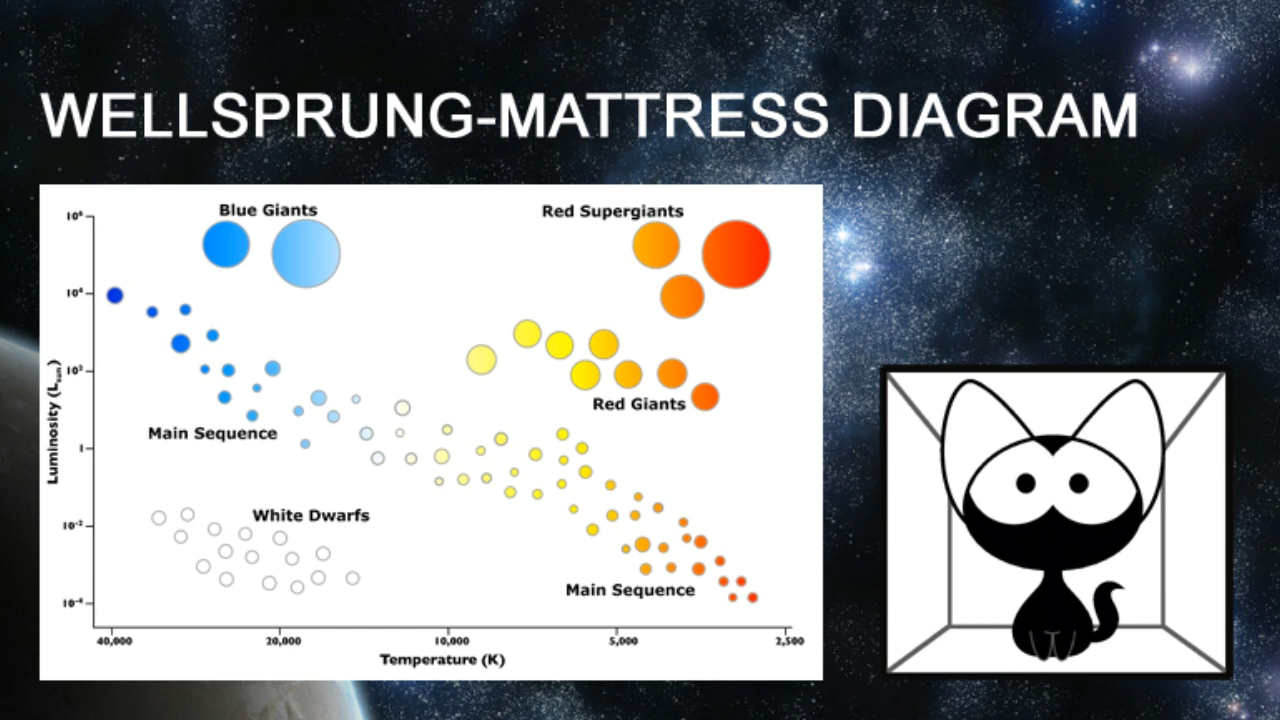 WELLSPRUNG-MATTRESS DIAGRAM
Blue Giants
Red Supergiants
10⁶
10⁴
10²
1
10⁻²
10⁻⁴
Luminosity (Lsun)
Red Giants
Main Sequence
White Dwarfs
Main Sequence
40,000
20,000
10,000
5,000
2,500
Temperature (K)